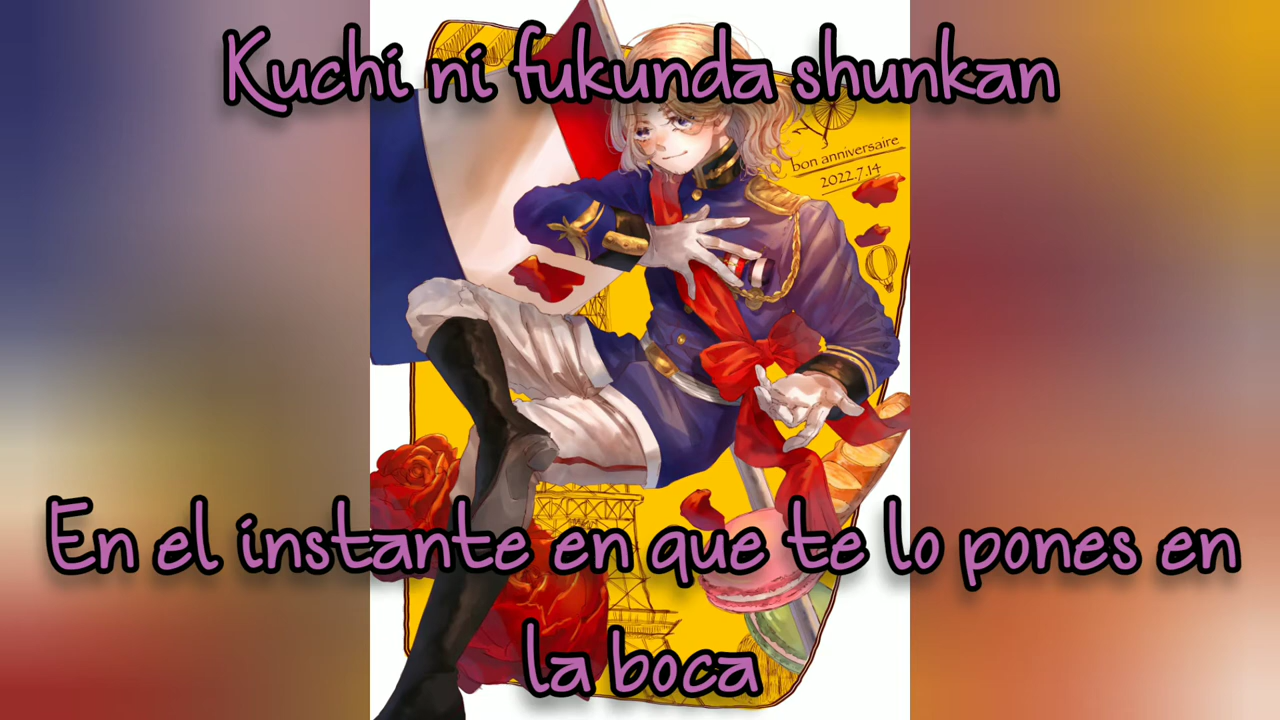 Kuchi ni fukunda shunkan
bon anniversaire
2022.7.14
En el instante en que te lo pones en
la boca